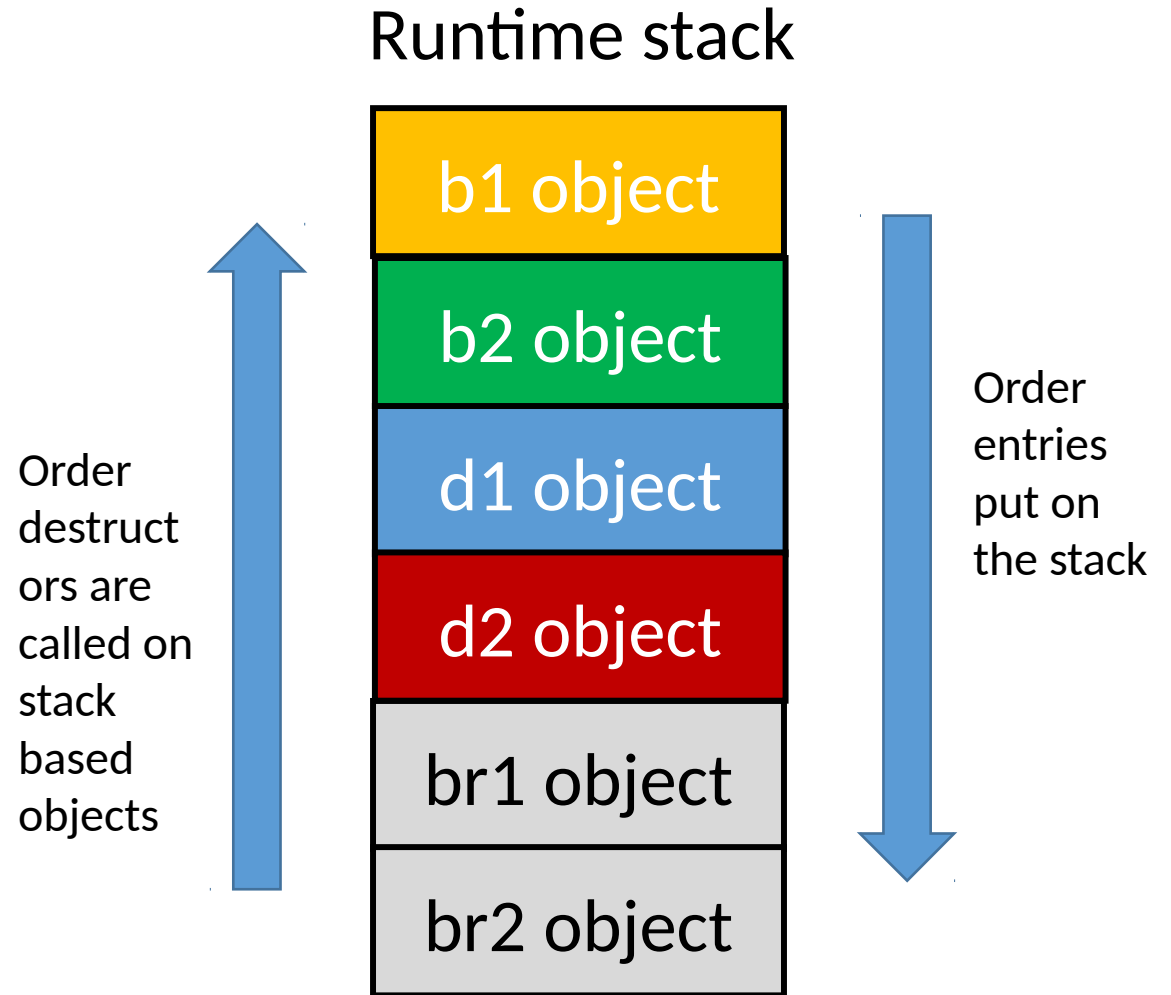 Runtime stack
b1 object
b2 object
d1 object
d2 object
br1 object
br2 object
Order
destruct
ors are
called on
stack
based
objects
Order
entries
put on
the stack